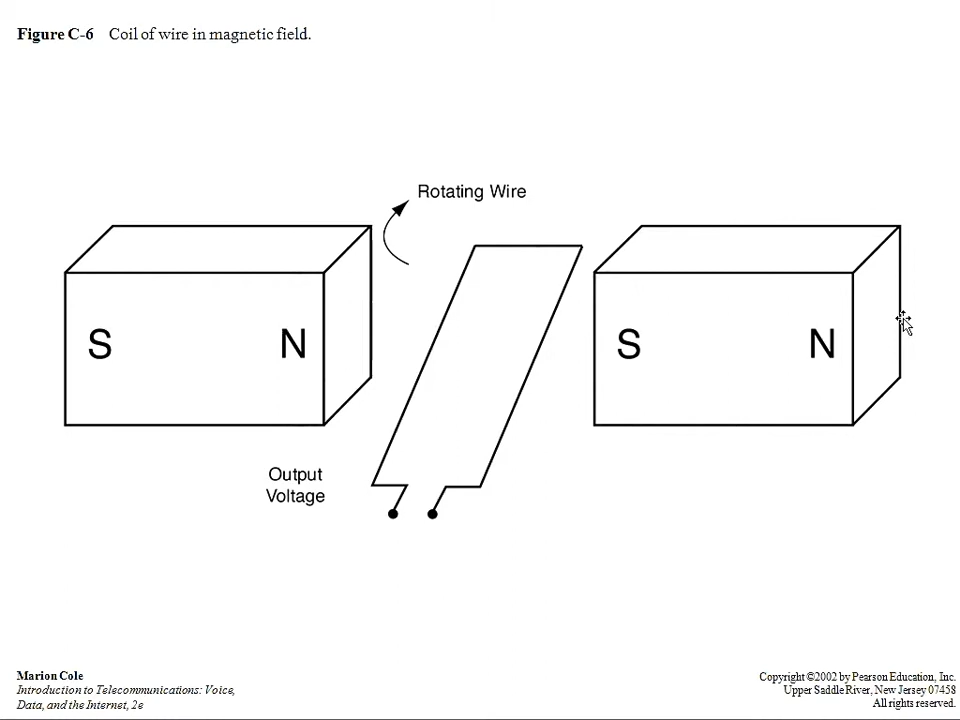 Figure C-6 Coil of wire in magnetic field.
Rotating Wire
S N S N
Output
Voltage
Marion Cole
Introduction to Telecommunications: Voice,
Data, and the Internet, 2e
Copyright ©2002 by Pearson Education, Inc.
Upper Saddle River, New Jersey 07458
All rights reserved.